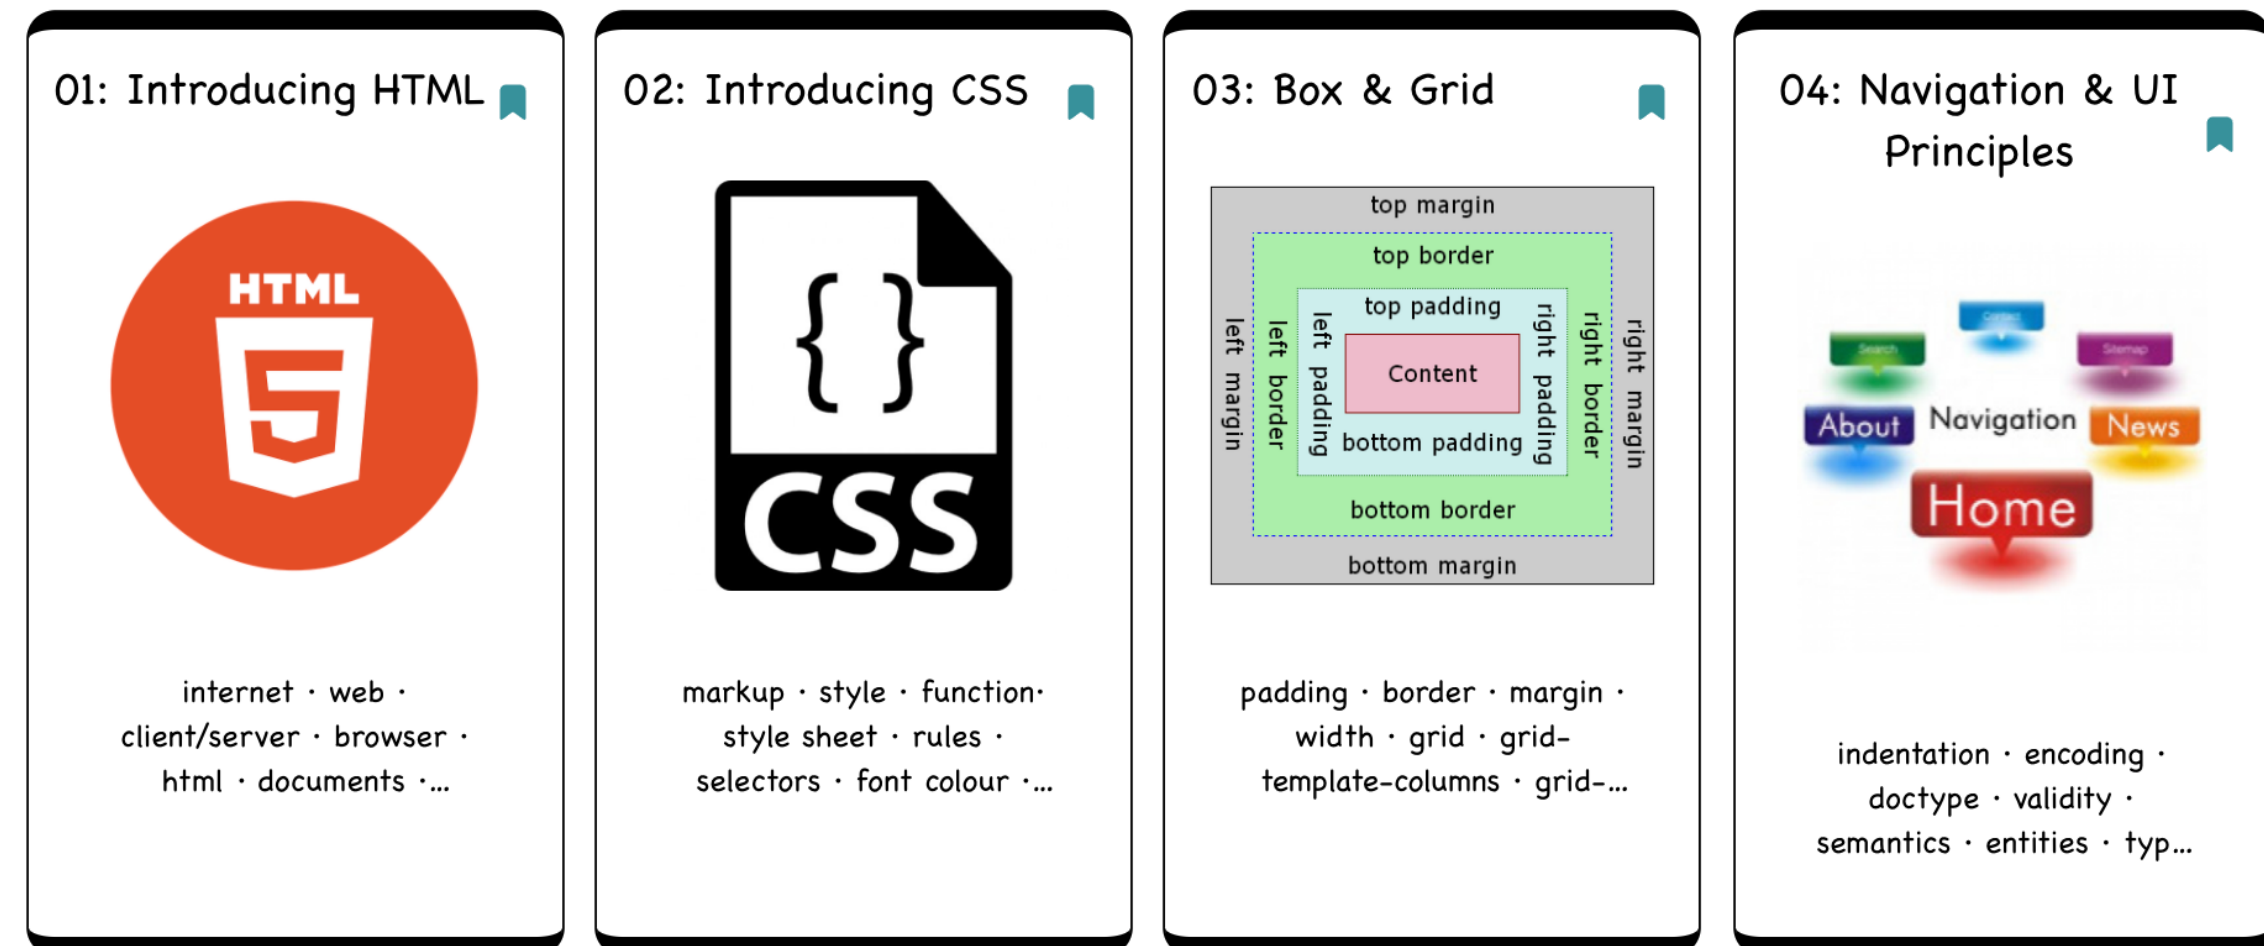 01: Introducing HTML
HTML
5
internet · web ·
client/server · browser ·
html · documents ·...
02: Introducing CSS
{ }
CSS
markup · style · function·
style sheet · rules ·
selectors · font colour ·...
03: Box & Grid
top margin
top border
top padding
left margin
left border
left padding
Content
right padding
right border
right margin
bottom padding
bottom border
bottom margin
padding · border · margin ·
width · grid · grid-
template-columns · grid-...
04: Navigation & UI
Principles
Contact
Search
Sitemap
About
Navigation
News
Home
indentation · encoding ·
doctype · validity ·
semantics · entities · typ...